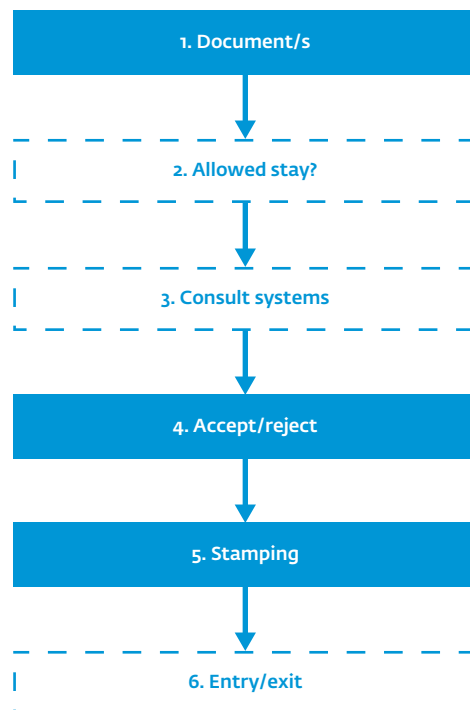 1. Document/s
2. Allowed stay?
3. Consult systems
4. Accept/reject
5. Stamping
6. Entry/exit